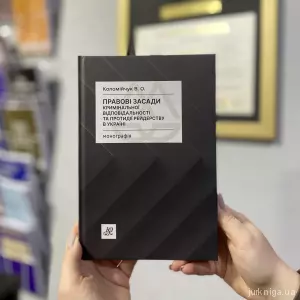 Коломійчук В. О.
ПРАВОВІ ЗАСАДИ
КРИМІНАЛЬНОЇ
ВІДПОВІДАЛЬНОСТІ
ТА ПРОТИДІЇ РЕЙДЕРСТВУ
В УКРАЇНІ
монографія
jurkniga.ua